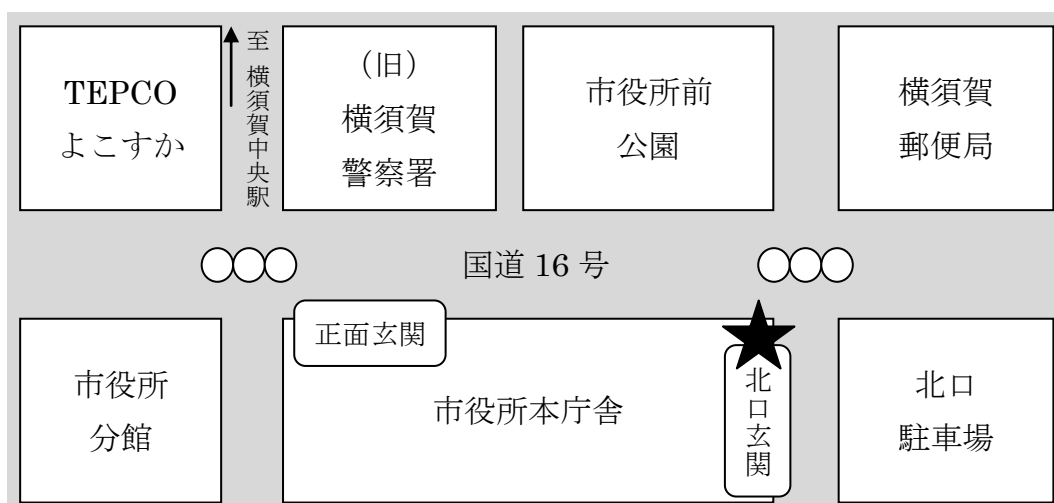 TEPCO
よこすか
至 横須賀中央駅
（旧）
横須賀
警察署
市役所前
公園
横須賀
郵便局
国道 16 号
正面玄関
市役所
分館
市役所本庁舎
北口玄関
北口
駐車場